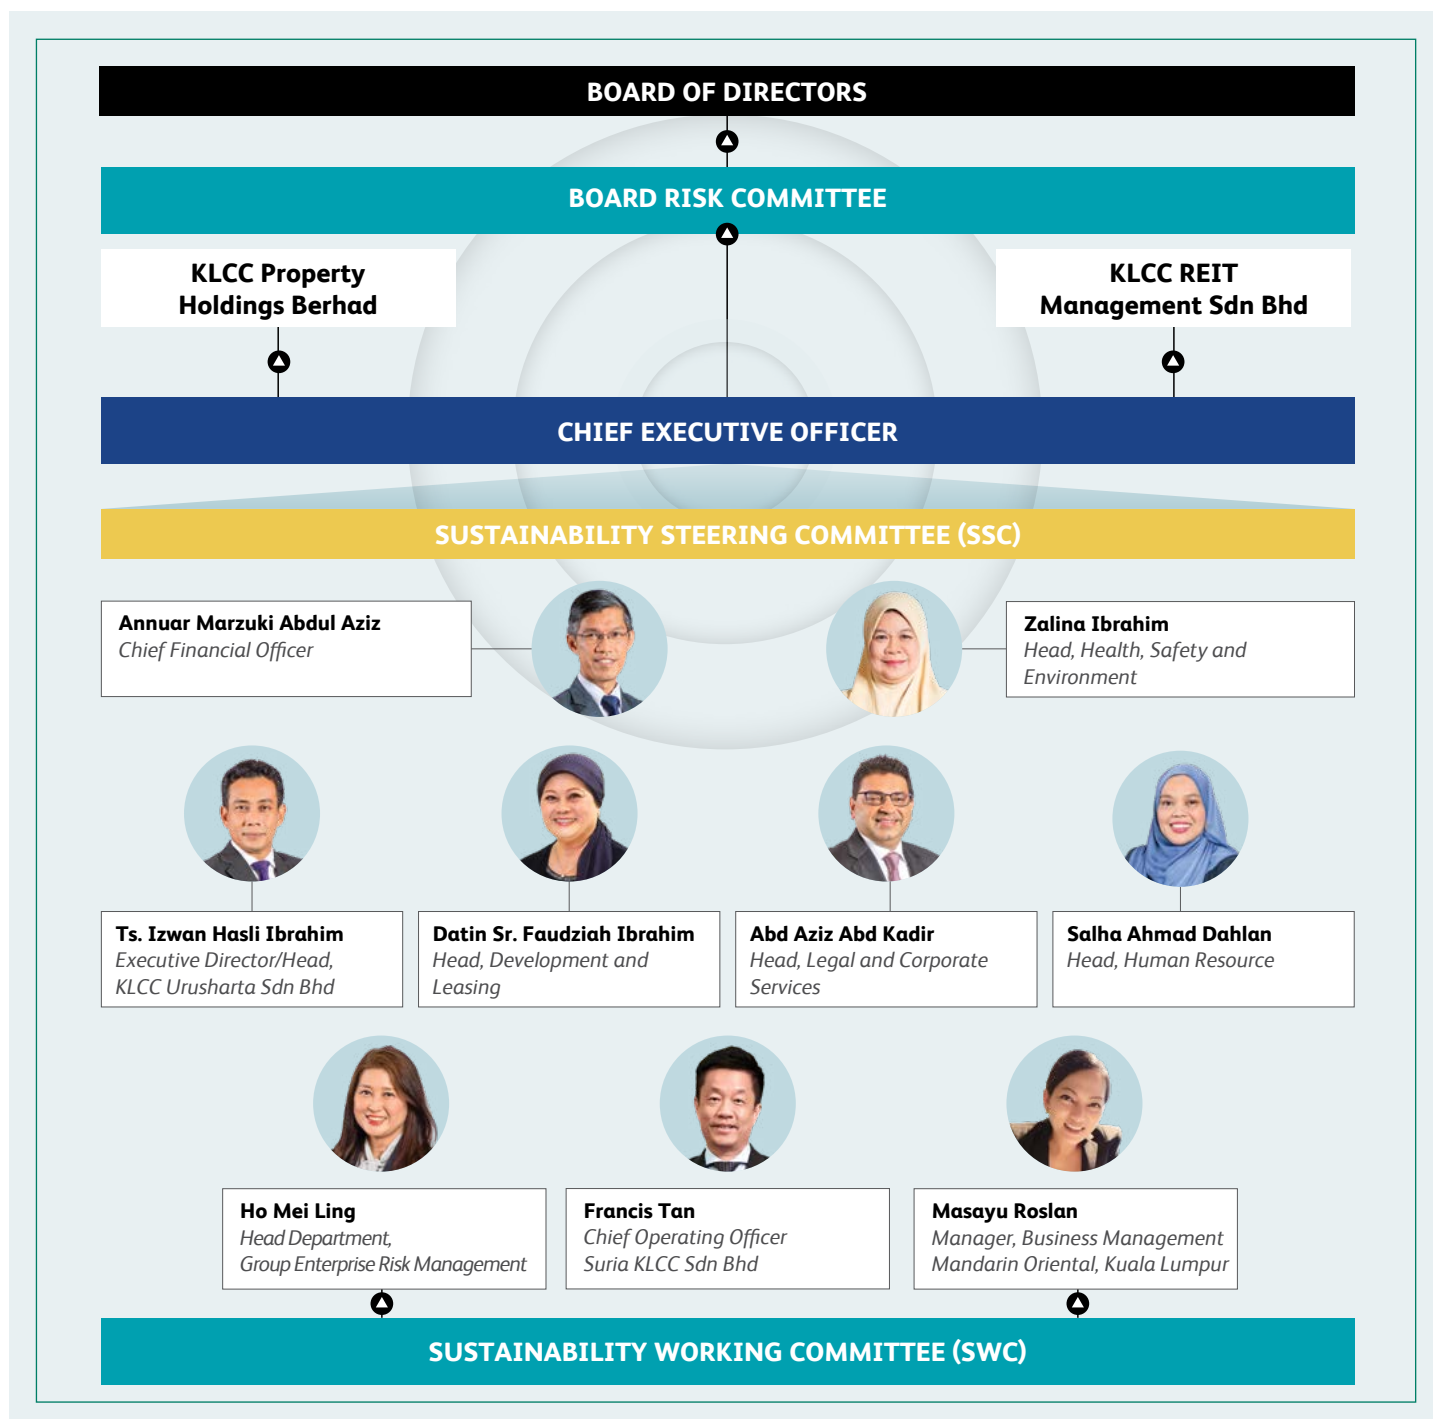 BOARD OF DIRECTORS
BOARD RISK COMMITTEE
KLCC Property
Holdings Berhad
KLCC REIT
Management Sdn Bhd
CHIEF EXECUTIVE OFFICER
SUSTAINABILITY STEERING COMMITTEE (SSC)
Annuar Marzuki Abdul Aziz
Chief Financial Officer
Zalina Ibrahim
Head, Health, Safety and
Environment
Ts. Izwan Hasli Ibrahim
Executive Director/Head,
KLCC Urusharta Sdn Bhd
Datin Sr. Faudziah Ibrahim
Head, Development and
Leasing
Abd Aziz Abd Kadir
Head, Legal and Corporate
Services
Salha Ahmad Dahlan
Head, Human Resource
Ho Mei Ling
Head Department,
Group Enterprise Risk Management
Francis Tan
Chief Operating Officer
Suria KLCC Sdn Bhd
Masayu Roslan
Manager, Business Management
Mandarin Oriental, Kuala Lumpur
SUSTAINABILITY WORKING COMMITTEE (SWC)